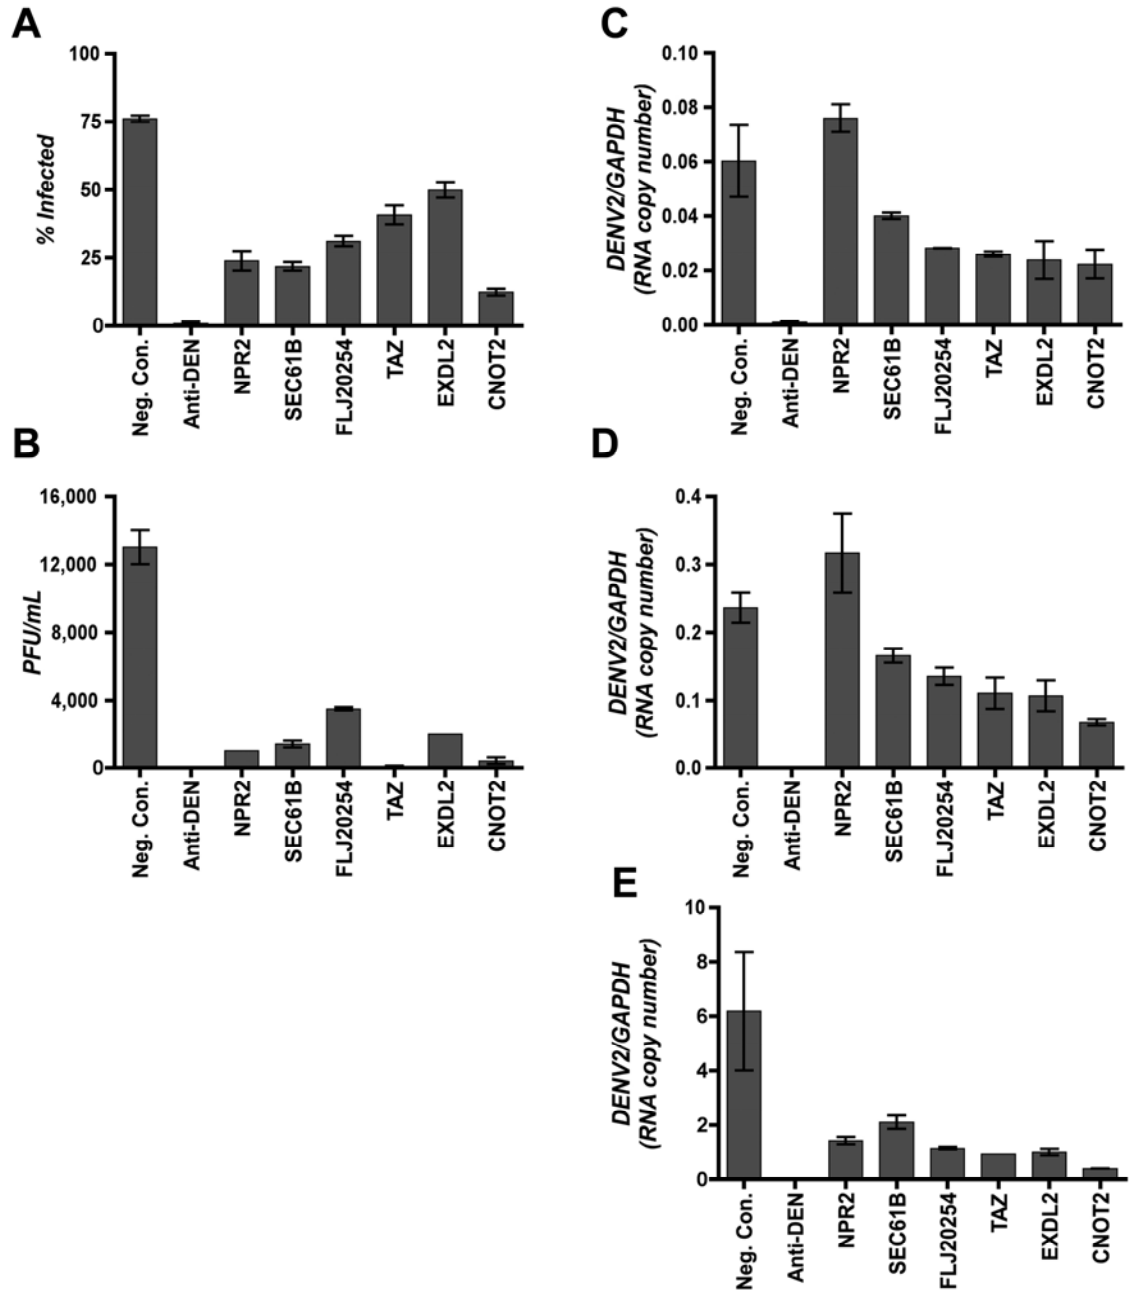 A
100
75
50
25
0
% Infected
Neg. Con.
Anti-DEN
NPR2
SEC61B
FLJ20254
TAZ
EXDL2
CNOT2
B
16,000
12,000
8,000
4,000
0
PFU/mL
Neg. Con.
Anti-DEN
NPR2
SEC61B
FLJ20254
TAZ
EXDL2
CNOT2
C
0.10
0.08
0.06
0.04
0.02
0.00
DENV2/GAPDH
(RNA copy number)
Neg. Con.
Anti-DEN
NPR2
SEC61B
FLJ20254
TAZ
EXDL2
CNOT2
D
0.4
0.3
0.2
0.1
0.0
DENV2/GAPDH
(RNA copy number)
Neg. Con.
Anti-DEN
NPR2
SEC61B
FLJ20254
TAZ
EXDL2
CNOT2
E
10
8
6
4
2
0
DENV2/GAPDH
(RNA copy number)
Neg. Con.
Anti-DEN
NPR2
SEC61B
FLJ20254
TAZ
EXDL2
CNOT2